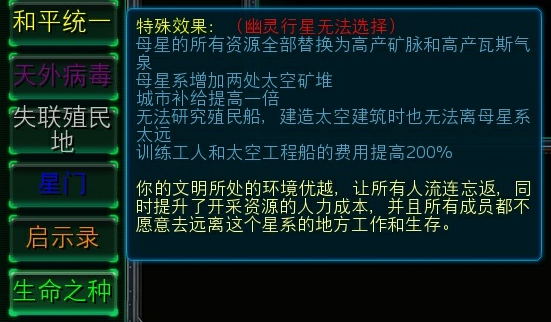 和平统一
天外病毒
失联殖民
地
星门
启示录
生命之种
特殊效果：（幽灵行星无法选择）
母星的所有资源全部替换为高产矿脉和高产瓦斯气
泉
母星系增加两处太空矿堆
城市补给提高一倍
无法研究殖民船，建造太空建筑时也无法离母星系
太远
训练工人和太空工程船的费用提高200%
你的文明所处的环境优越，让所有人流连忘返，同
时提升了开采资源的人力成本，并且所有成员都不
愿意去远离这个星系的地方工作和生存。